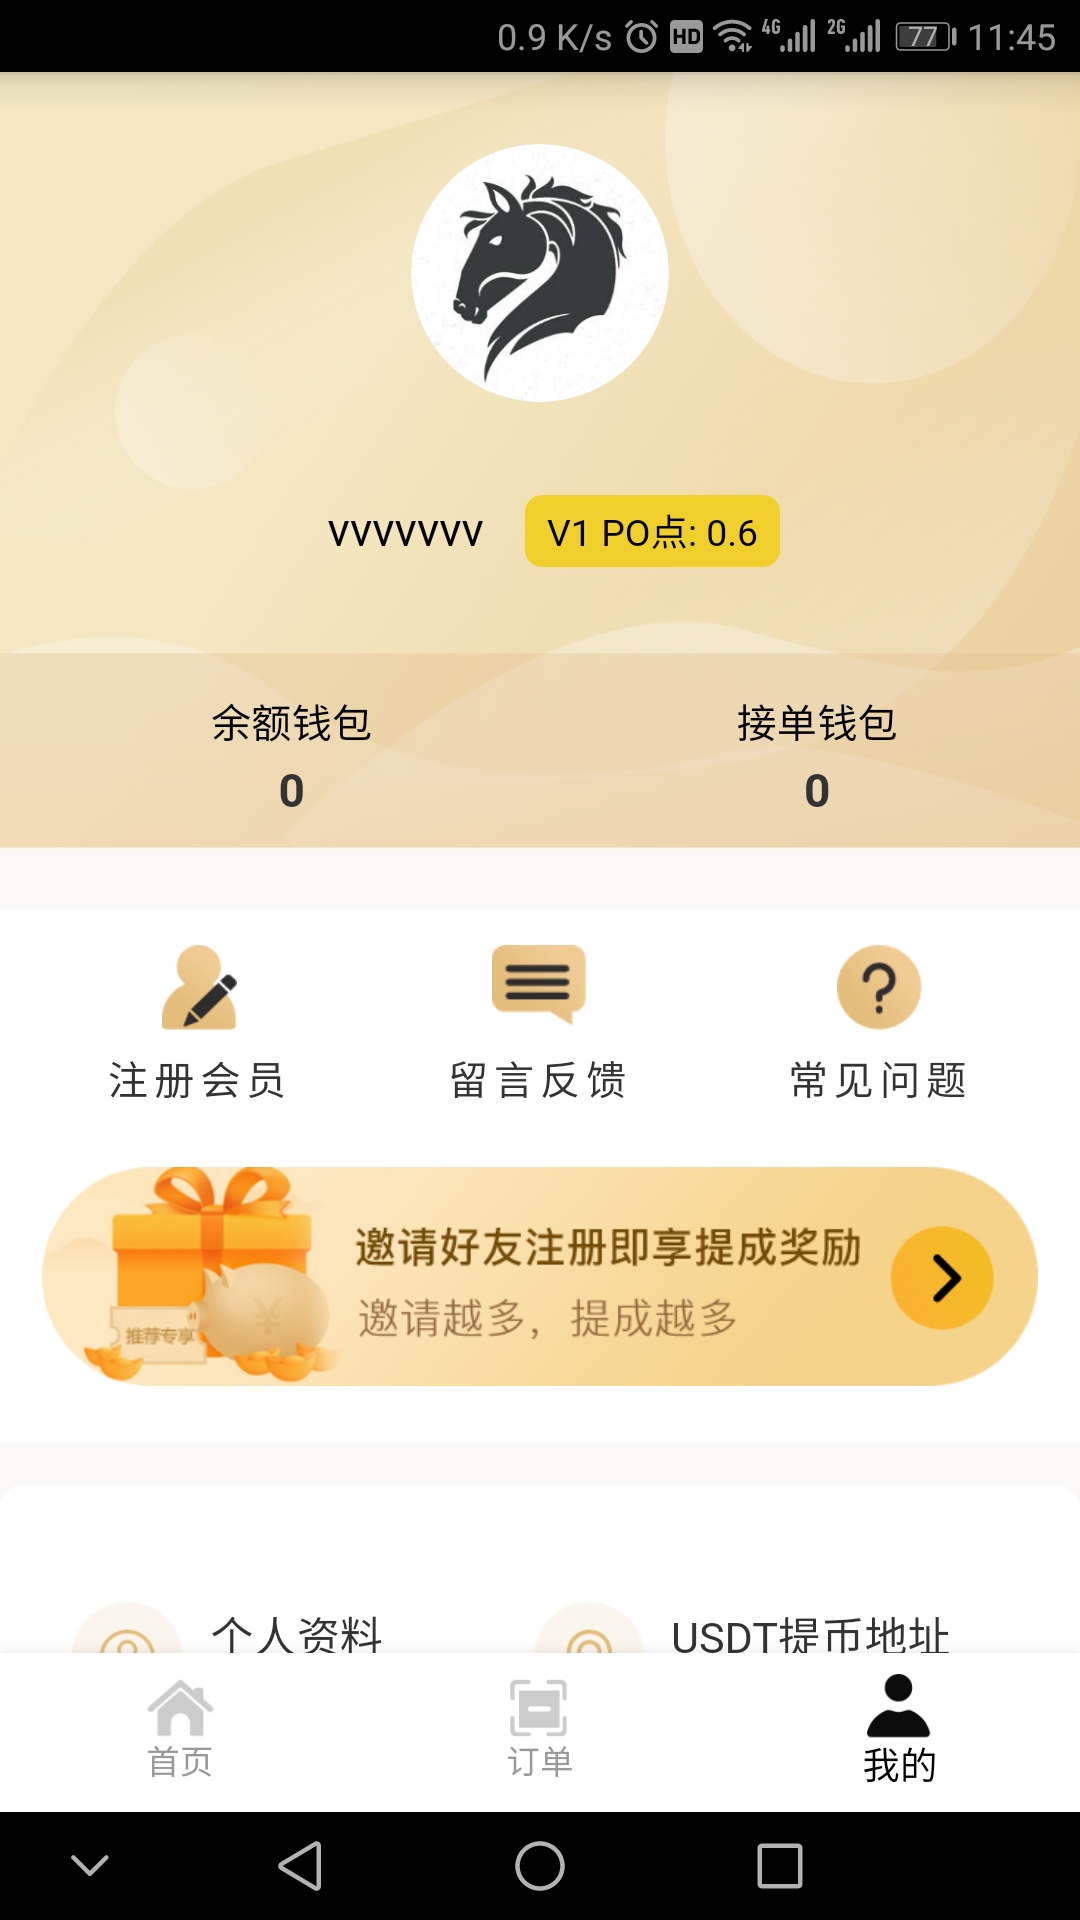 0.9 K/s HD 4G 2G 77 11:45
vvvvvvv V1 PO点: 0.6
余额钱包 接单钱包
0 0
注册会员 留言反馈 常见问题
邀请好友注册即享提成奖励
邀请越多，提成越多
¥
推荐专享
个人资料 USDT提币地址
首页 订单 我的